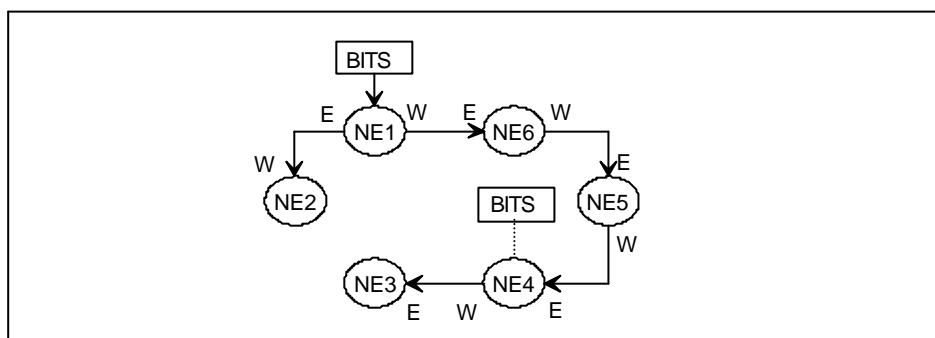 BITS
E W E W
NE1 NE6
W E
NE2 BITS NE5
W
NE3 NE4
E W E